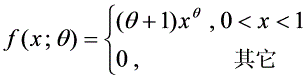 f(x;θ) = { (θ+1)x^θ , 0 < x < 1
0 , 其它